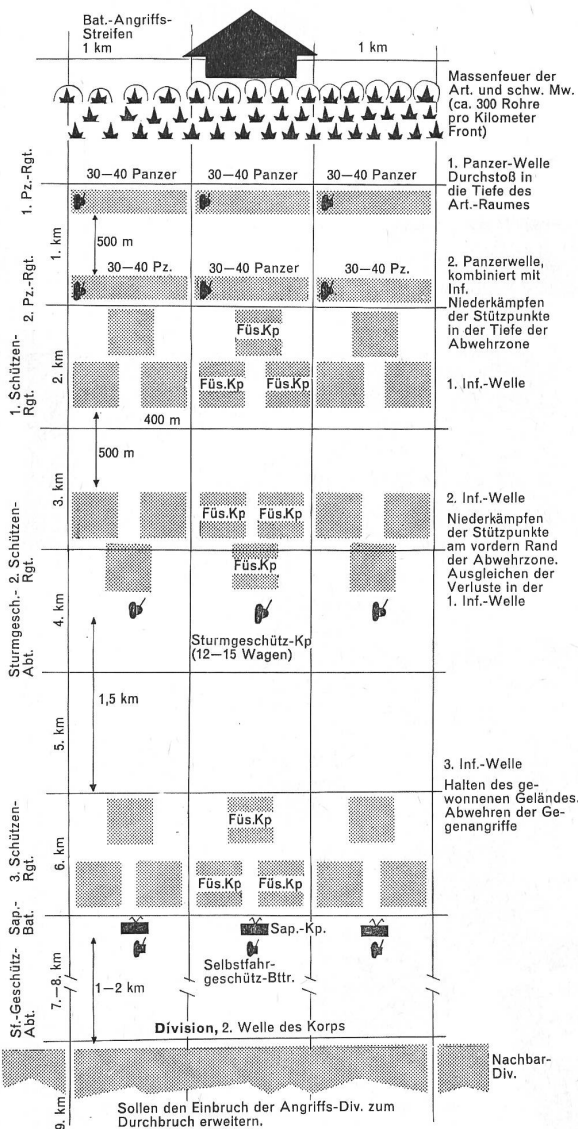 Bat.-Angriffs-
Streifen
1 km
1 km
Massenfeuer der
Art. und schw. Mw.
(ca. 300 Rohre
pro Kilometer
Front)
30—40 Panzer
30—40 Panzer
30—40 Panzer
1. Panzer-Welle
Durchstoß in
die Tiefe des
Art.-Raumes
1. Pz.-Rgt.
1. km
500 m
30—40 Pz.
30—40 Panzer
30—40 Pz.
2. Panzerwelle,
kombiniert mit
Inf.
Niederkämpfen
der Stützpunkte
in der Tiefe der
Abwehrzone
2. Pz.-Rgt.
Füs.Kp
2. km
1. Schützen-
Rgt.
Füs.Kp
Füs.Kp
1. Inf.-Welle
400 m
500 m
3. km
Füs.Kp
Füs.Kp
2. Inf.-Welle
Niederkämpfen
der Stützpunkte
am vordern Rand
der Abwehrzone.
Ausgleichen der
Verluste in der
1. Inf.-Welle
2. Schützen-
Rgt.
Füs.Kp
4. km
Sturmgesch.-
Abt.
Sturmgeschütz-Kp
(12—15 Wagen)
1,5 km
5. km
3. Inf.-Welle
Halten des ge-
wonnenen Geländes.
Abwehren der Ge-
genangriffe
Füs.Kp
6. km
3. Schützen-
Rgt.
Füs.Kp
Füs.Kp
Sap.-
Bat.
Sap.-Kp.
Selbstfahr-
geschütz-Bttr.
7.—8. km
Sf.-Geschütz-
Abt.
1—2 km
Division, 2. Welle des Korps
Nachbar-
Div.
9. km
Sollen den Einbruch der Angriffs-Div. zum
Durchbruch erweitern.